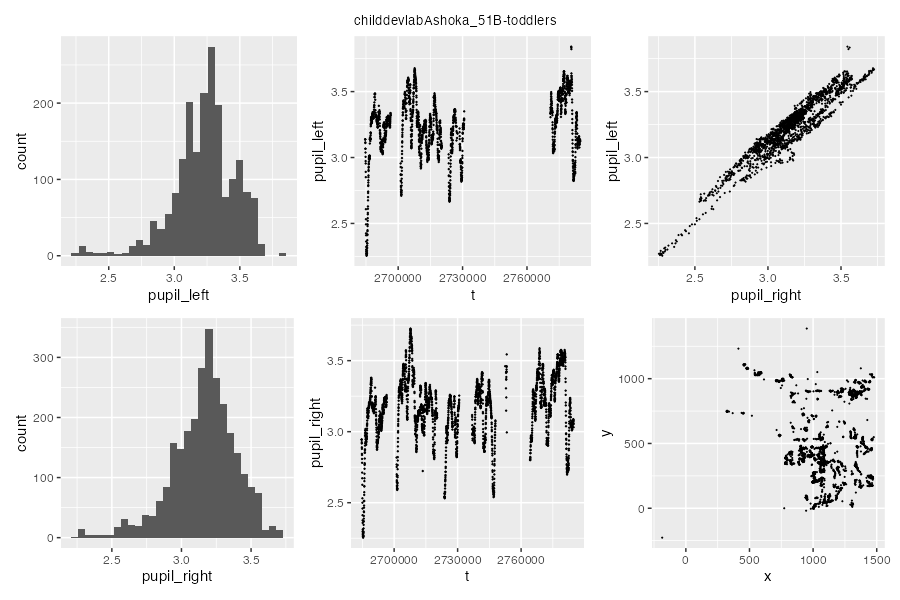 childdevlabAshoka_51B-toddlers
count
200
100
0
2.5 3.0 3.5
pupil_left
pupil_left
3.5
3.0
2.5
2700000 2730000 2760000
t
pupil_left
3.5
3.0
2.5
2.5 3.0 3.5
pupil_right
count
300
200
100
0
2.5 3.0 3.5
pupil_right
pupil_right
3.5
3.0
2.5
2700000 2730000 2760000
t
y
1000
500
0
0 500 1000 1500
x